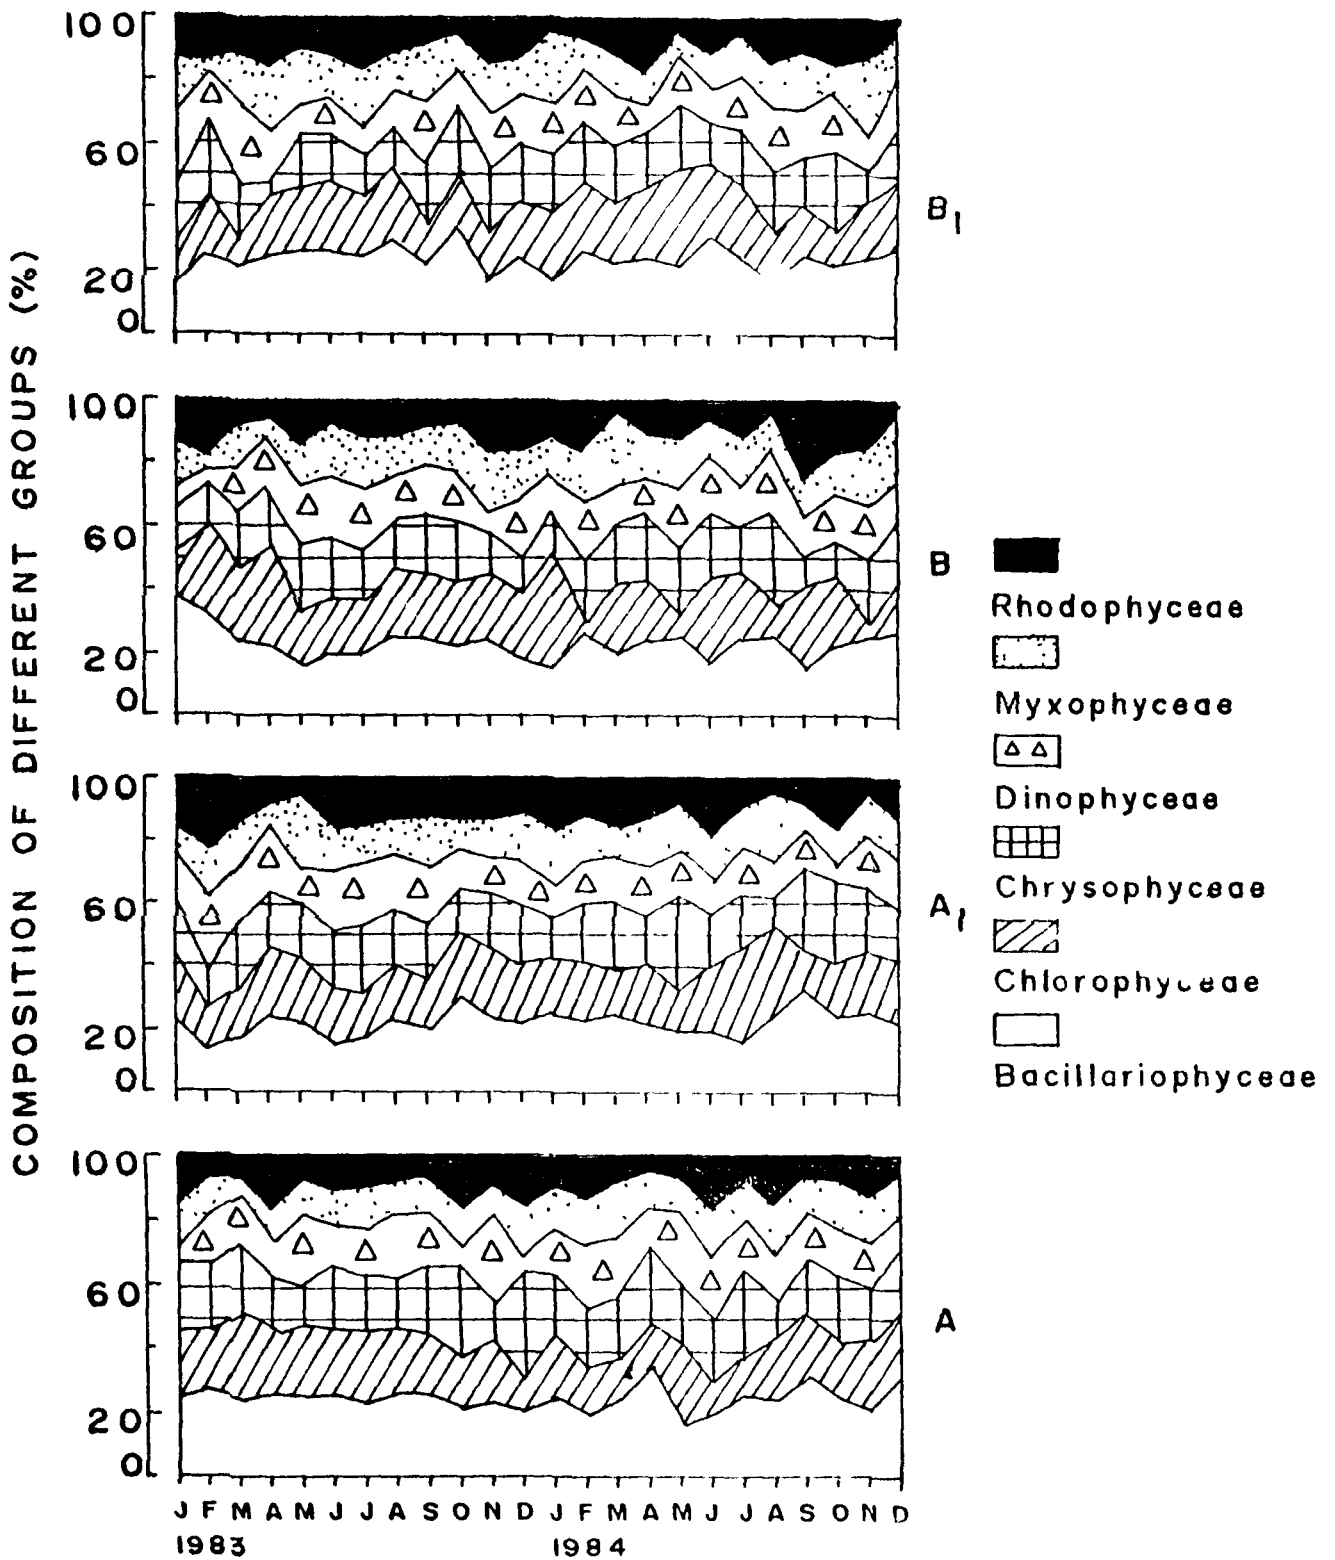 COMPOSITION OF DIFFERENT GROUPS (%)
100
60
20
0
B1
100
60
20
0
B
100
60
20
0
A1
100
60
20
0
A
J F M A M J J A S O N D J F M A M J J A S O N D
1983 1984
Rhodophyceae
Myxophyceae
Dinophyceae
Chrysophyceae
Chlorophyceae
Bacillariophyceae